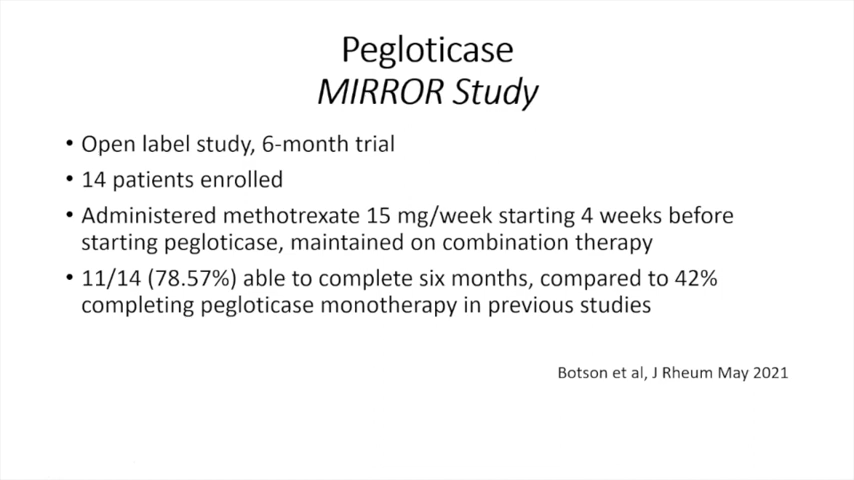 Pegloticase
MIRROR Study
• Open label study, 6-month trial
• 14 patients enrolled
• Administered methotrexate 15 mg/week starting 4 weeks before
starting pegloticase, maintained on combination therapy
• 11/14 (78.57%) able to complete six months, compared to 42%
completing pegloticase monotherapy in previous studies
Botson et al, J Rheum May 2021